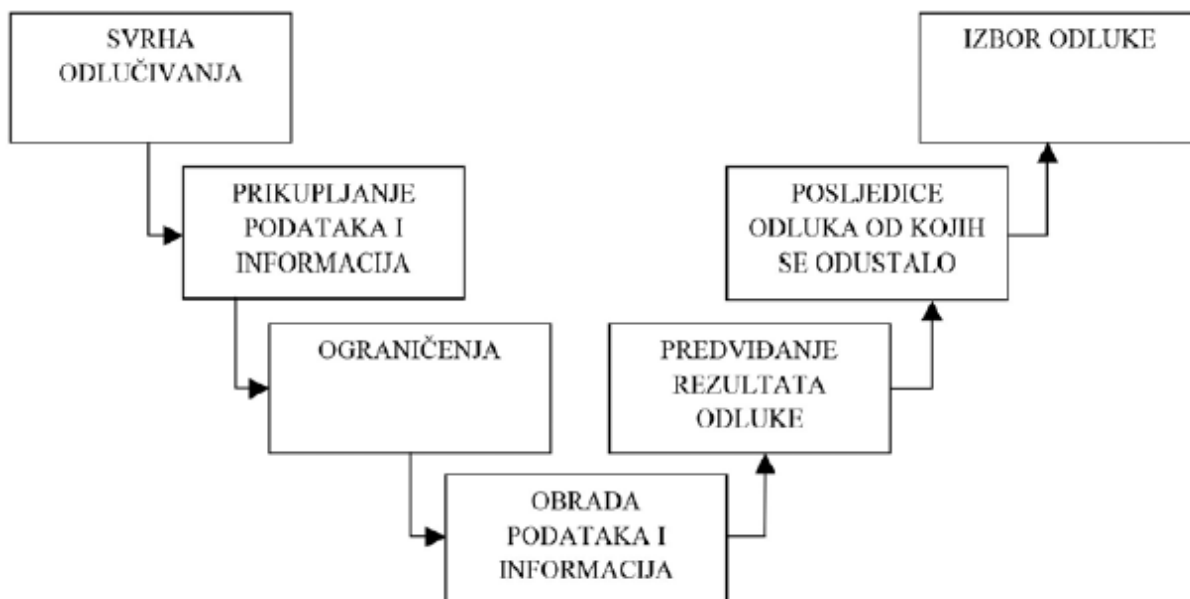 SVRHA
ODLUČIVANJA
PRIKUPLJANJE
PODATAKA I
INFORMACIJA
OGRANIČENJA
OBRADA
PODATAKA I
INFORMACIJA
PREDVIĐANJE
REZULTATA
ODLUKE
POSLJEDICE
ODLUKA OD KOJIH
SE ODUSTALO
IZBOR ODLUKE